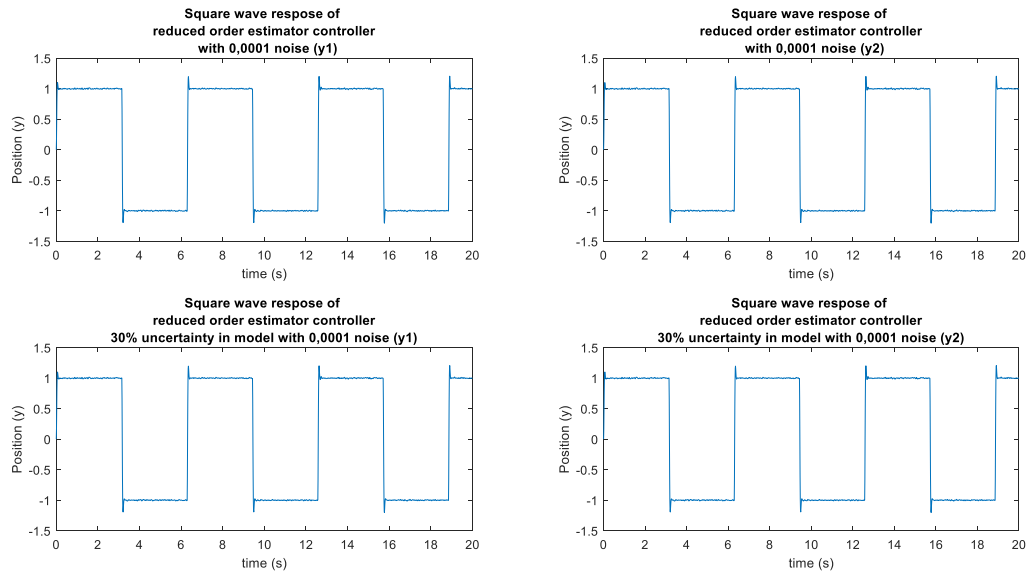 Square wave respose of
reduced order estimator controller
with 0,0001 noise (y1)
1.5
1
0.5
0
-0.5
-1
-1.5
Position (y)
0 2 4 6 8 10 12 14 16 18 20
time (s)
Square wave respose of
reduced order estimator controller
with 0,0001 noise (y2)
1.5
1
0.5
0
-0.5
-1
-1.5
Position (y)
0 2 4 6 8 10 12 14 16 18 20
time (s)
Square wave respose of
reduced order estimator controller
30% uncertainty in model with 0,0001 noise (y1)
1.5
1
0.5
0
-0.5
-1
-1.5
Position (y)
0 2 4 6 8 10 12 14 16 18 20
time (s)
Square wave respose of
reduced order estimator controller
30% uncertainty in model with 0,0001 noise (y2)
1.5
1
0.5
0
-0.5
-1
-1.5
Position (y)
0 2 4 6 8 10 12 14 16 18 20
time (s)